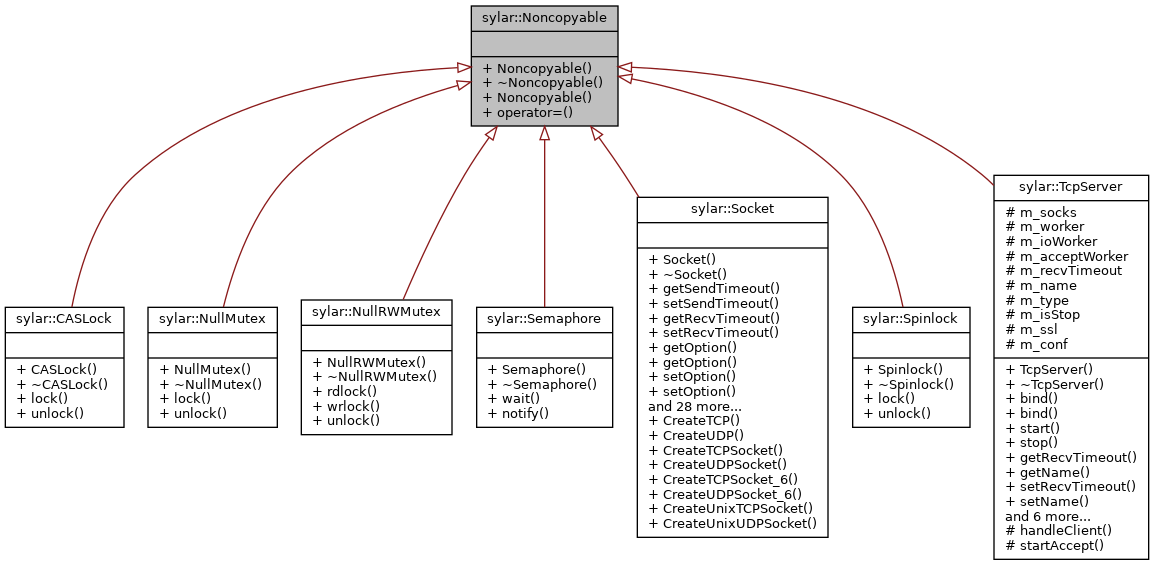 sylar::Noncopyable
+ Noncopyable()
+ ~Noncopyable()
+ Noncopyable()
+ operator=()
sylar::CASLock
+ CASLock()
+ ~CASLock()
+ lock()
+ unlock()
sylar::NullMutex
+ NullMutex()
+ ~NullMutex()
+ lock()
+ unlock()
sylar::NullRWMutex
+ NullRWMutex()
+ ~NullRWMutex()
+ rdlock()
+ wrlock()
+ unlock()
sylar::Semaphore
+ Semaphore()
+ ~Semaphore()
+ wait()
+ notify()
sylar::Socket
+ Socket()
+ ~Socket()
+ getSendTimeout()
+ setSendTimeout()
+ getRecvTimeout()
+ setRecvTimeout()
+ getOption()
+ getOption()
+ setOption()
+ setOption()
and 28 more...
+ CreateTCP()
+ CreateUDP()
+ CreateTCPSocket()
+ CreateUDPSocket()
+ CreateTCPSocket_6()
+ CreateUDPSocket_6()
+ CreateUnixTCPSocket()
+ CreateUnixUDPSocket()
sylar::Spinlock
+ Spinlock()
+ ~Spinlock()
+ lock()
+ unlock()
sylar::TcpServer
# m_socks
# m_worker
# m_ioWorker
# m_acceptWorker
# m_recvTimeout
# m_name
# m_type
# m_isStop
# m_ssl
# m_conf
+ TcpServer()
+ ~TcpServer()
+ bind()
+ bind()
+ start()
+ stop()
+ getRecvTimeout()
+ getName()
+ setRecvTimeout()
+ setName()
and 6 more...
# handleClient()
# startAccept()